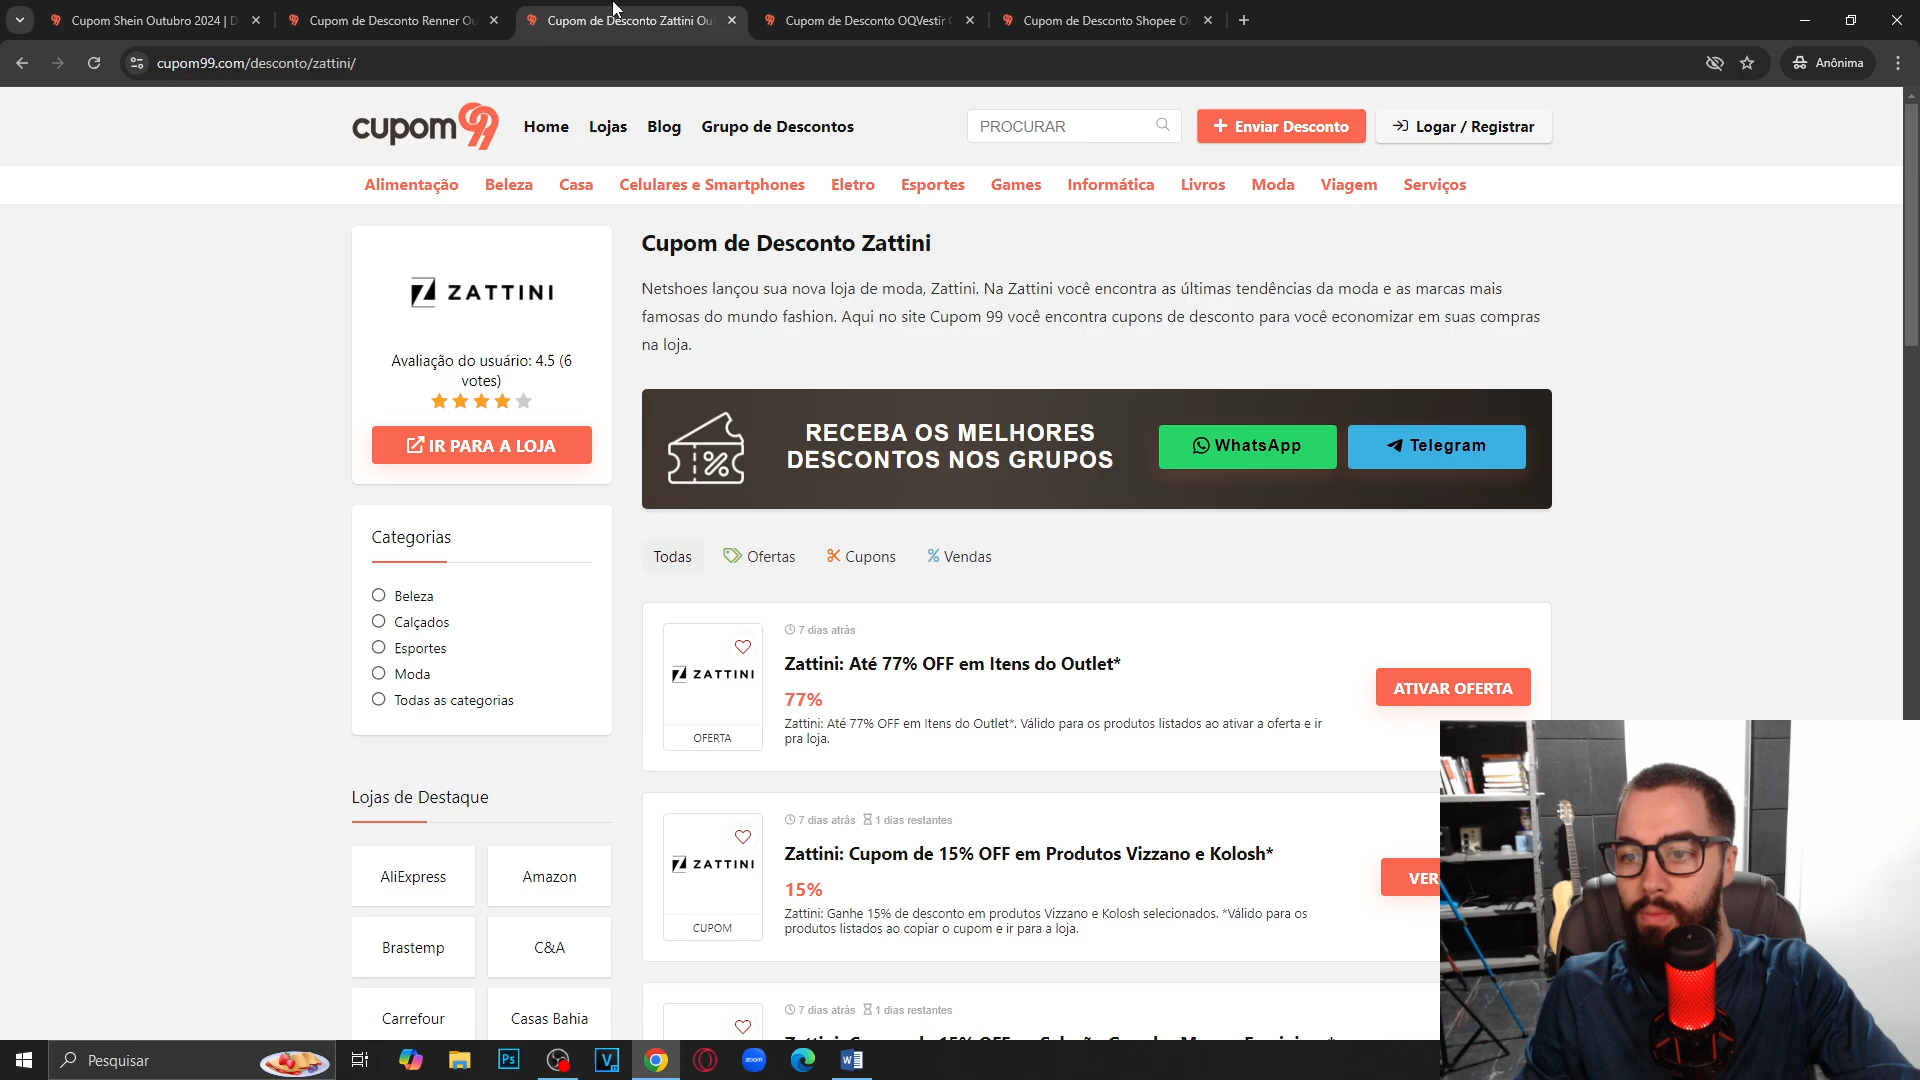 Cupom Shein Outubro 2024 | D
Cupom de Desconto Renner Ou
Cupom de Desconto Zattini Out
Cupom de Desconto OQVestir O
Cupom de Desconto Shopee O
cupom99.com/desconto/zattini/
Anônima
cupom99
Home
Lojas
Blog
Grupo de Descontos
PROCURAR
Enviar Desconto
Logar / Registrar
Alimentação
Beleza
Casa
Celulares e Smartphones
Eletro
Esportes
Games
Informática
Livros
Moda
Viagem
Serviços
ZATTINI
Avaliação do usuário: 4.5 (6
votes)
IR PARA A LOJA
Categorias
Beleza
Calçados
Esportes
Moda
Todas as categorias
Lojas de Destaque
AliExpress
Amazon
Brastemp
C&A
Carrefour
Casas Bahia
Cupom de Desconto Zattini
Netshoes lançou sua nova loja de moda, Zattini. Na Zattini você encontra as últimas tendências da moda e as marcas mais
famosas do mundo fashion. Aqui no site Cupom 99 você encontra cupons de desconto para você economizar em suas compras
na loja.
RECEBA OS MELHORES
DESCONTOS NOS GRUPOS
WhatsApp
Telegram
Todas
Ofertas
Cupons
Vendas
ZATTINI
OFERTA
7 dias atrás
Zattini: Até 77% OFF em Itens do Outlet*
77%
Zattini: Até 77% OFF em Itens do Outlet*. Válido para os produtos listados ao ativar a oferta e ir
pra loja.
ATIVAR OFERTA
ZATTINI
CUPOM
7 dias atrás
1 dias restantes
Zattini: Cupom de 15% OFF em Produtos Vizzano e Kolosh*
15%
Zattini: Ganhe 15% de desconto em produtos Vizzano e Kolosh selecionados. *Válido para os
produtos listados ao copiar o cupom e ir para a loja.
VER
7 dias atrás
1 dias restantes
Pesquisar
Ps
V
zoom
W